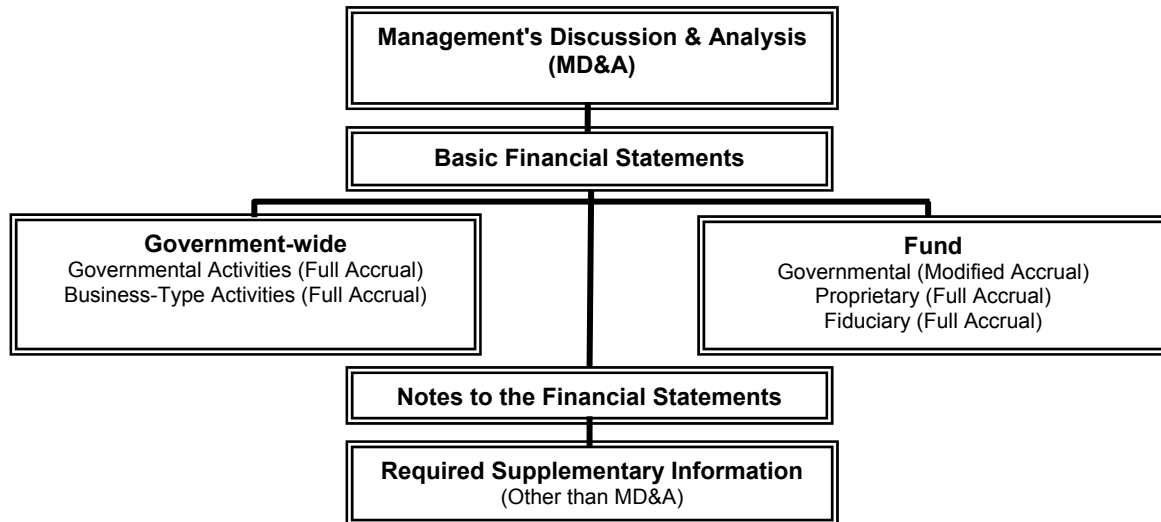 Management's Discussion & Analysis
(MD&A)
Basic Financial Statements
Government-wide
Governmental Activities (Full Accrual)
Business-Type Activities (Full Accrual)
Fund
Governmental (Modified Accrual)
Proprietary (Full Accrual)
Fiduciary (Full Accrual)
Notes to the Financial Statements
Required Supplementary Information
(Other than MD&A)